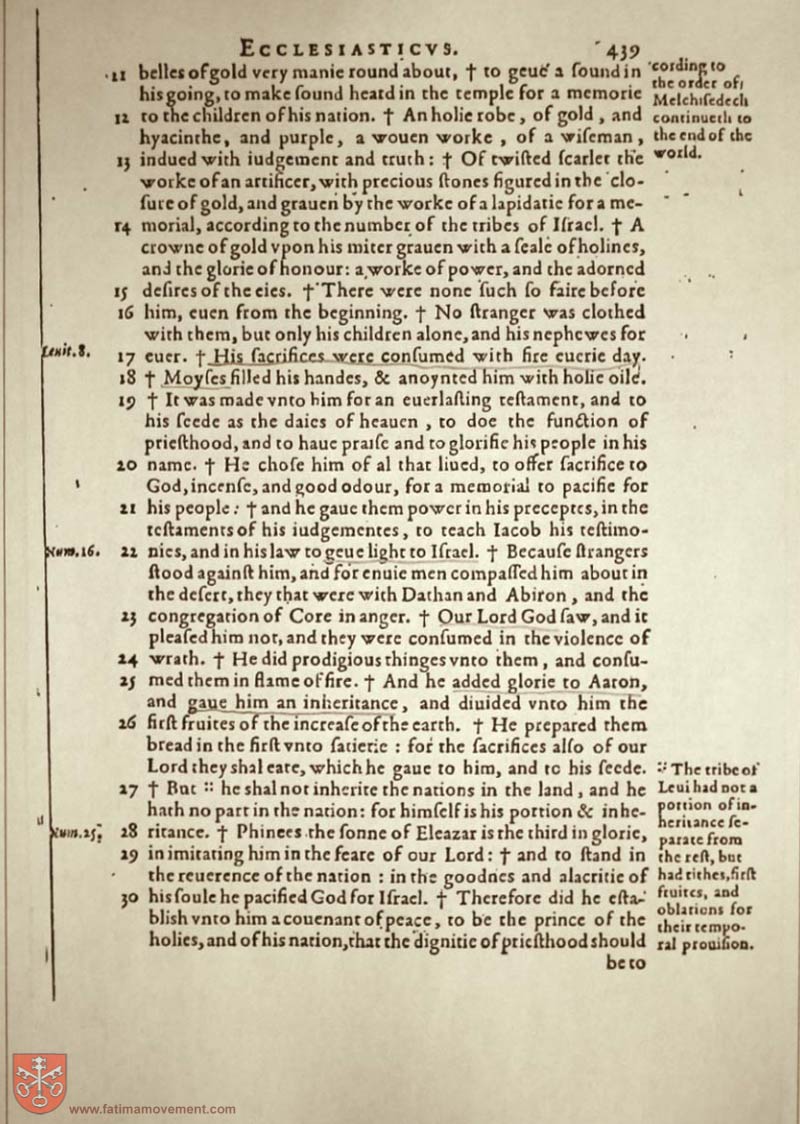 ECCLESIASTICVS. 439
11 belles of gold very manie round about, † to geue a ſound in
his going, to make ſound heard in the temple for a memorie
12 to the children of his nation. † An holie robe, of gold, and
hyacinthe, and purple, a wouen worke, of a wiſeman,
13 indued with iudgement and truth: † Of twiſted ſcarlet the
worke of an artificer, with precious ſtones figured in the clo-
ſure of gold, and grauen by the worke of a lapidarie for a me-
14 morial, according to the number of the tribes of Iſrael. † A
crowne of gold vpon his miter grauen with a ſeale of holines,
and the glorie of honour: a worke of power, and the adorned
15 deſires of the eies. † There were none ſuch ſo faire before
16 him, euen from the beginning. † No ſtranger was clothed
with them, but only his children alone, and his nephewes for
17 euer. † His ſacrifices were conſumed with fire euerie day.
18 † Moyſes filled his handes, & anoynted him with holie oile.
19 † It was made vnto him for an euerlaſting teſtament, and to
his ſeede as the daies of heauen, to doe the function of
prieſthood, and to haue praiſe and to glorifie his people in his
20 name. † He choſe him of al that liued, to offer ſacrifice to
God, incenſe, and good odour, for a memorial to pacifie for
21 his people: † and he gaue them power in his preceptes, in the
teſtaments of his iudgementes, to teach Iacob his teſtimo-
22 nies, and in his law to geue light to Iſrael. † Becauſe ſtrangers
ſtood againſt him, and for enuie men compaſſed him about in
the deſert, they that were with Dathan and Abiron, and the
23 congregation of Core in anger. † Our Lord God ſaw, and it
pleaſed him not, and they were conſumed in the violence of
24 wrath. † He did prodigious thinges vnto them, and conſu-
25 med them in flame of fire. † And he added glorie to Aaron,
and gaue him an inheritance, and diuided vnto him the
26 firſt fruites of the increaſe of the earth. † He prepared them
bread in the firſt vnto ſatietie: for the ſacrifices alſo of our
Lord they ſhal eate, which he gaue to him, and to his ſeede.
27 † But :: he ſhal not inherite the nations in the land, and he
hath no part in the nation: for himſelf is his portion & inhe-
28 ritance. † Phinees the ſonne of Eleazar is the third in glorie,
29 in imitating him in the feare of our Lord: † and to ſtand in
the reuerence of the nation: in the goodnes and alacritie of
30 his ſoule he pacified God for Iſrael. † Therefore did he eſta-
bliſh vnto him a couenant of peace, to be the prince of the
holies, and of his nation, that the dignitie of prieſthood ſhould
be to
cording to
the order of
Melchiſedech
continueth to
the end of the
world.
Leuit. 8.
Num. 16.
Num. 25.
:: The tribe of
Leui had not a
portion of in-
heritance ſe-
parate from
the reſt, but
had tithes, firſt
fruites, and
oblations for
their tempo-
ral prouiſion.
www.fatimamovement.com